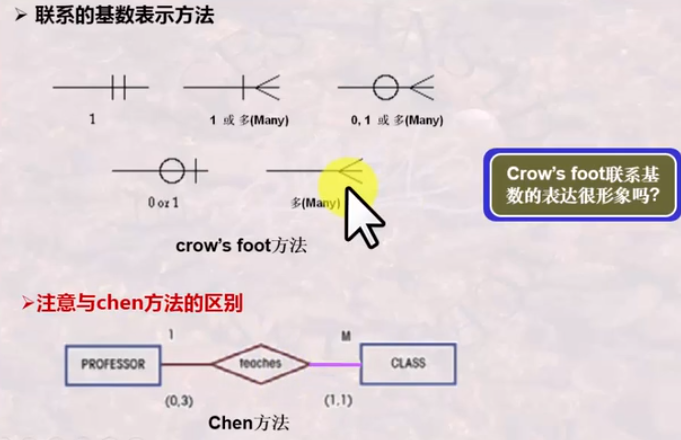 ➢ 联系的基数表示方法
1
1 或 多(Many)
0, 1 或 多(Many)
0 oz 1
多(Many)
Crow's foot联系基
数的表达很形象吗?
crow's foot方法
➢注意与chen方法的区别
1
M
PROFESSOR
teaches
CLASS
(0,3)
(1,1)
Chen方法